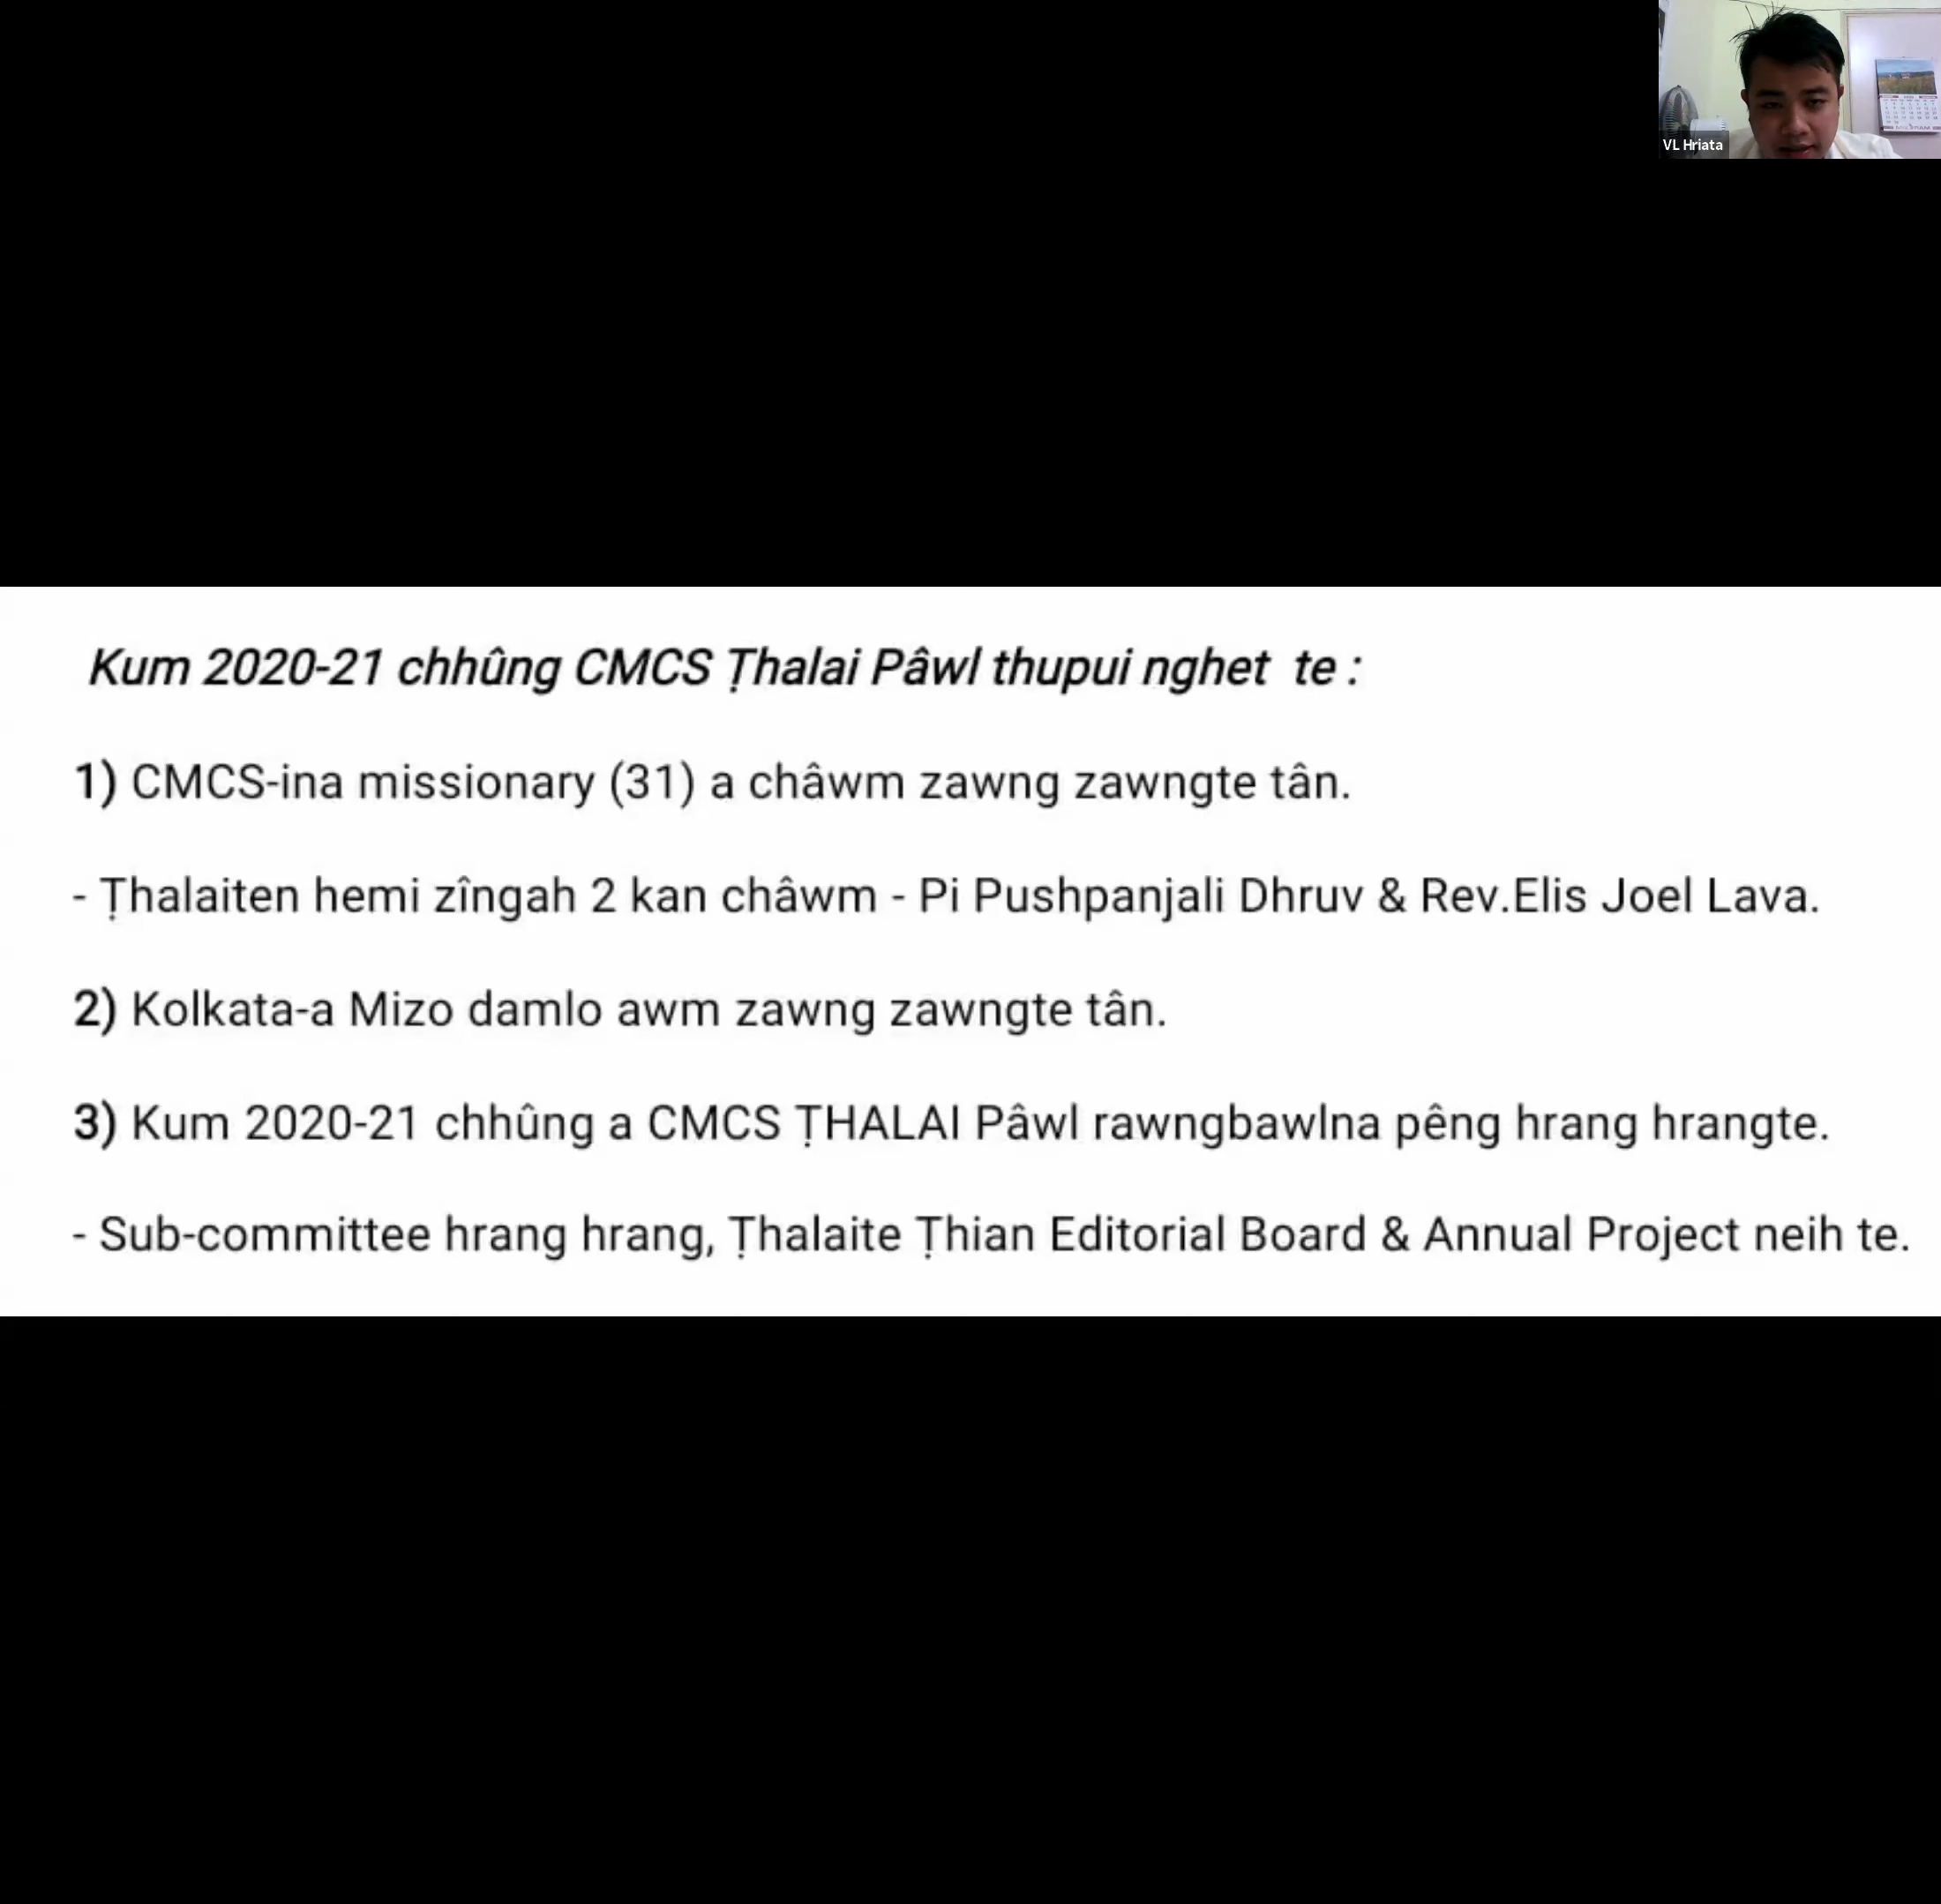 VL Hriata
Kum 2020-21 chhûng CMCS Ṭhalai Pâwl thupui nghet te :
1) CMCS-ina missionary (31) a châwm zawng zawngte tân.
- Ṭhalaiten hemi zîngah 2 kan châwm - Pi Pushpanjali Dhruv & Rev.Elis Joel Lava.
2) Kolkata-a Mizo damlo awm zawng zawngte tân.
3) Kum 2020-21 chhûng a CMCS ṬHALAI Pâwl rawngbawlna pêng hrang hrangte.
- Sub-committee hrang hrang, Ṭhalaite Ṭhian Editorial Board & Annual Project neih te.